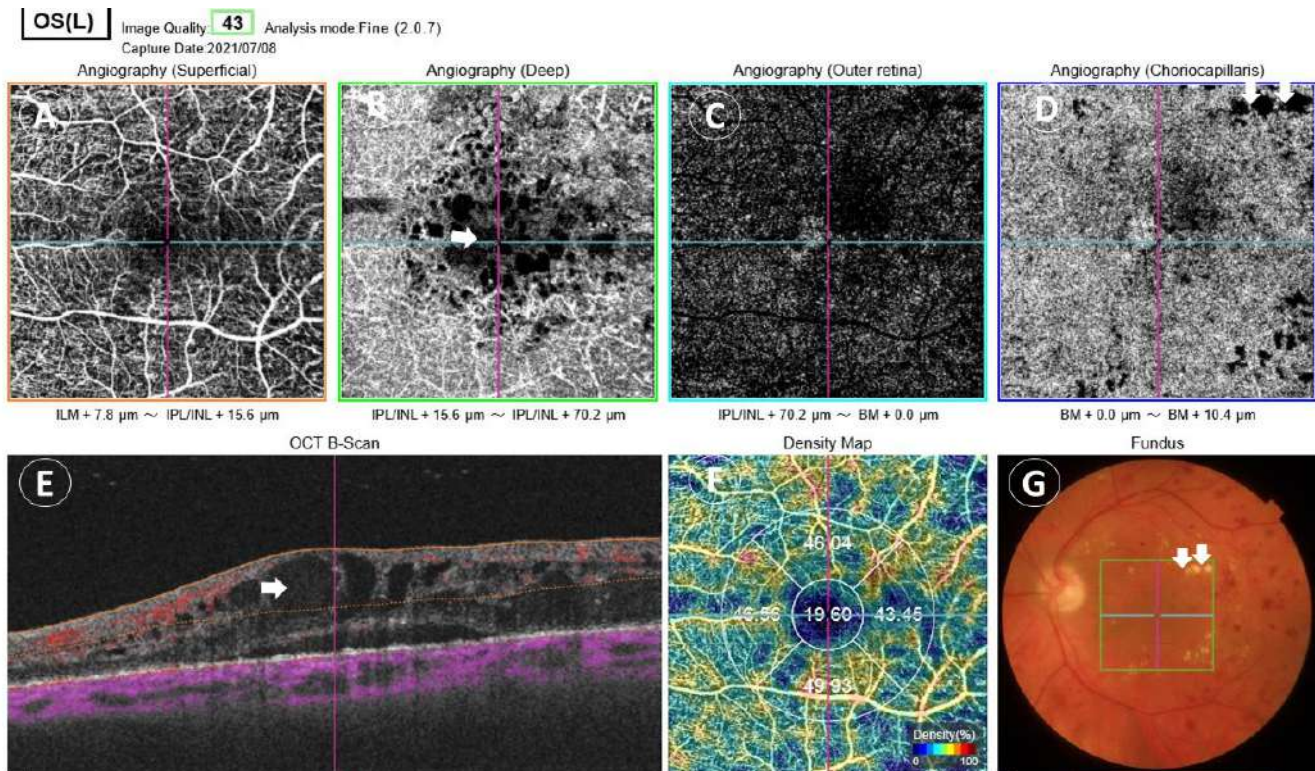 OS(L) Image Quality: 43 Analysis mode Fine (2.0.7)
Capture Date:2021/07/08
Angiography (Superficial)
Angiography (Deep)
Angiography (Outer retina)
Angiography (Choriocapillaris)
A
B
C
D
ILM + 7.8 µm ～ IPL/INL + 15.6 µm
IPL/INL + 15.6 µm ～ IPL/INL + 70.2 µm
IPL/INL + 70.2 µm ～ BM + 0.0 µm
BM + 0.0 µm ～ BM + 10.4 µm
OCT B-Scan
Density Map
Fundus
E
F
G
46.04
46.56 19.60 43.45
49.93
Density(%)
0 100